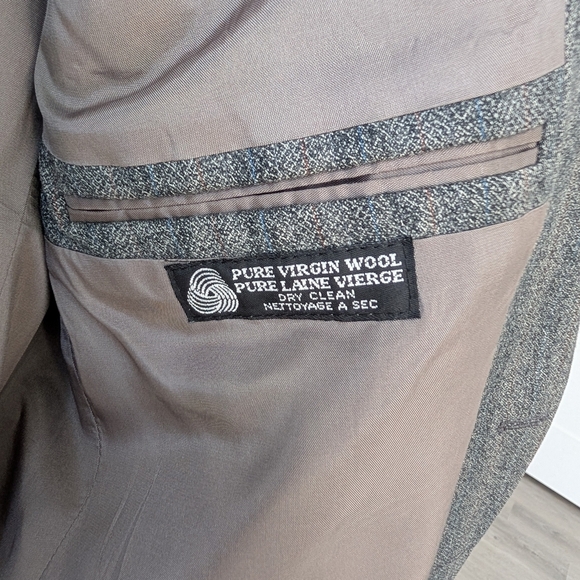 PURE VIRGIN WOOL
PURE LAINE VIERGE
DRY CLEAN
NETTOYAGE A SEC